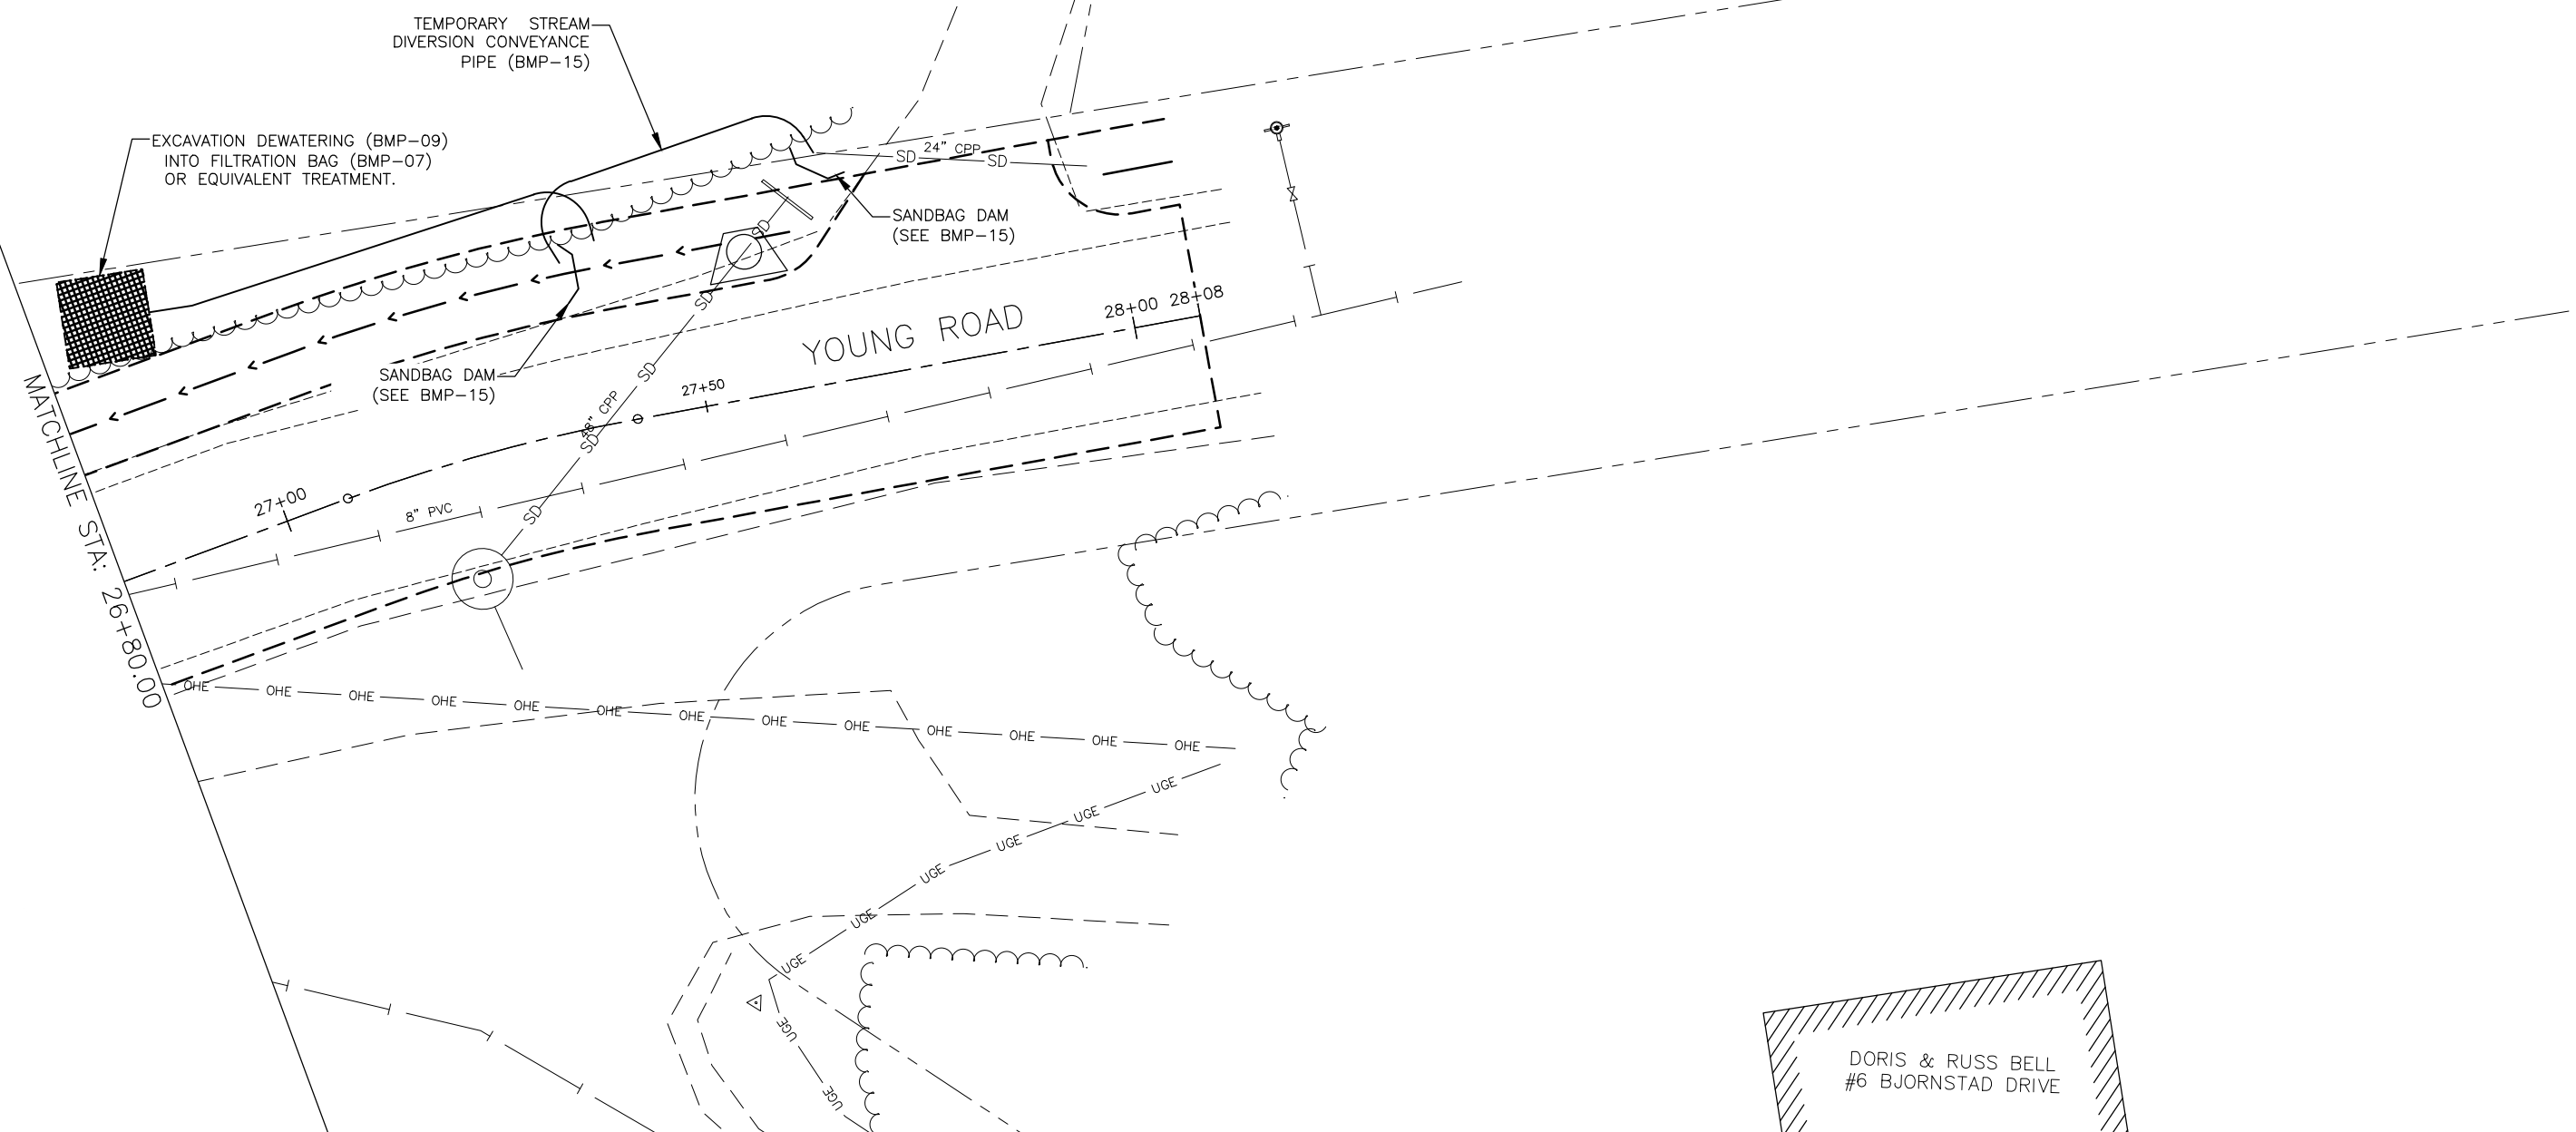 TEMPORARY STREAM
DIVERSION CONVEYANCE
PIPE (BMP-15)
EXCAVATION DEWATERING (BMP-09)
INTO FILTRATION BAG (BMP-07)
OR EQUIVALENT TREATMENT.
SD 24" CPP SD
SANDBAG DAM
(SEE BMP-15)
SD
SD
SD
48" CPP
SD
SD
YOUNG ROAD
28+00 28+08
SANDBAG DAM
(SEE BMP-15)
27+50
27+00
8" PVC
MATCHLINE STA: 26+80.00
OHE OHE OHE OHE OHE OHE OHE OHE OHE OHE OHE OHE OHE
UGE
UGE
UGE
UGE
UGE
UGE
UGE
UGE
DORIS & RUSS BELL
#6 BJORNSTAD DRIVE